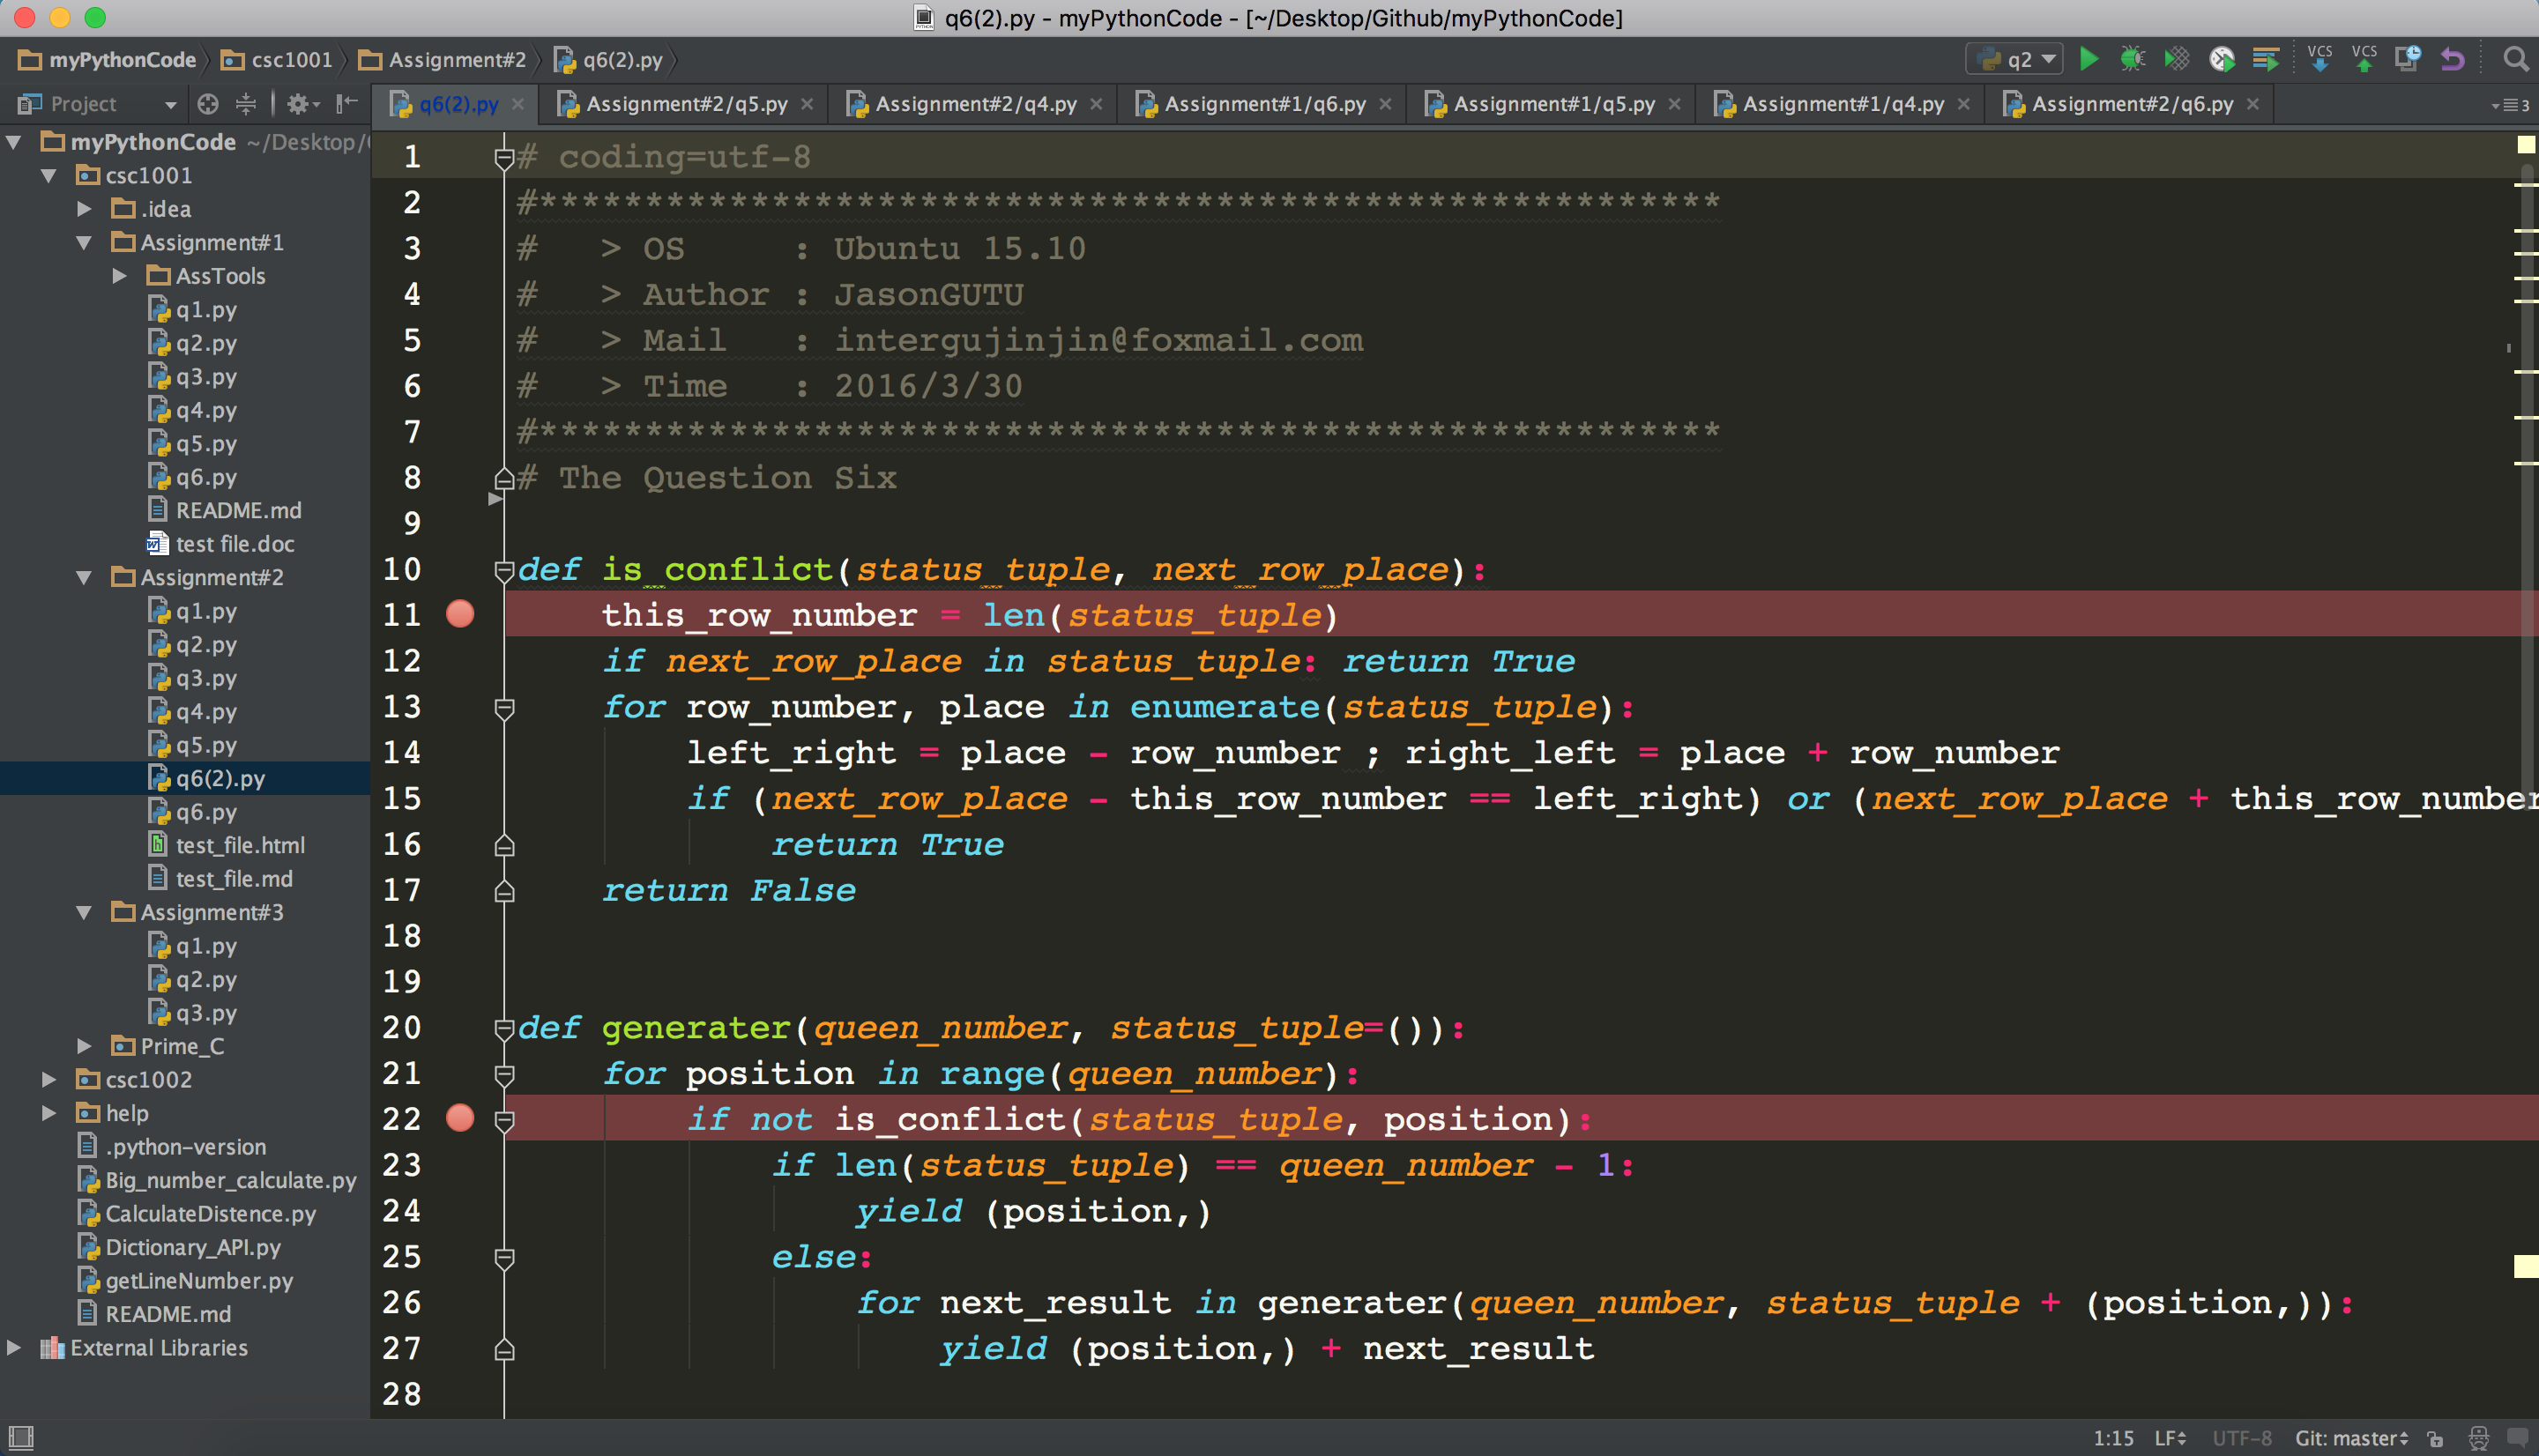 q6(2).py - myPythonCode - [~/Desktop/Github/myPythonCode]
myPythonCode csc1001 Assignment#2 q6(2).py
q2 VCS VCS
Project
q6(2).py Assignment#2/q5.py Assignment#2/q4.py Assignment#1/q6.py Assignment#1/q5.py Assignment#1/q4.py Assignment#2/q6.py 3
myPythonCode ~/Desktop/
csc1001
.idea
Assignment#1
AssTools
q1.py
q2.py
q3.py
q4.py
q5.py
q6.py
README.md
test file.doc
Assignment#2
q1.py
q2.py
q3.py
q4.py
q5.py
q6(2).py
q6.py
test_file.html
test_file.md
Assignment#3
q1.py
q2.py
q3.py
Prime_C
csc1002
help
.python-version
Big_number_calculate.py
CalculateDistence.py
Dictionary_API.py
getLineNumber.py
README.md
External Libraries
1 # coding=utf-8
2 #********************************************************
3 #   > OS     : Ubuntu 15.10
4 #   > Author : JasonGUTU
5 #   > Mail   : intergujinjin@foxmail.com
6 #   > Time   : 2016/3/30
7 #********************************************************
8 # The Question Six
9
10 def is_conflict(status_tuple, next_row_place):
11     this_row_number = len(status_tuple)
12     if next_row_place in status_tuple: return True
13     for row_number, place in enumerate(status_tuple):
14         left_right = place - row_number ; right_left = place + row_number
15         if (next_row_place - this_row_number == left_right) or (next_row_place + this_row_number
16             return True
17     return False
18
19
20 def generater(queen_number, status_tuple=()):
21     for position in range(queen_number):
22         if not is_conflict(status_tuple, position):
23             if len(status_tuple) == queen_number - 1:
24                 yield (position,)
25             else:
26                 for next_result in generater(queen_number, status_tuple + (position,)):
27                     yield (position,) + next_result
28
1:15 LF UTF-8 Git: master